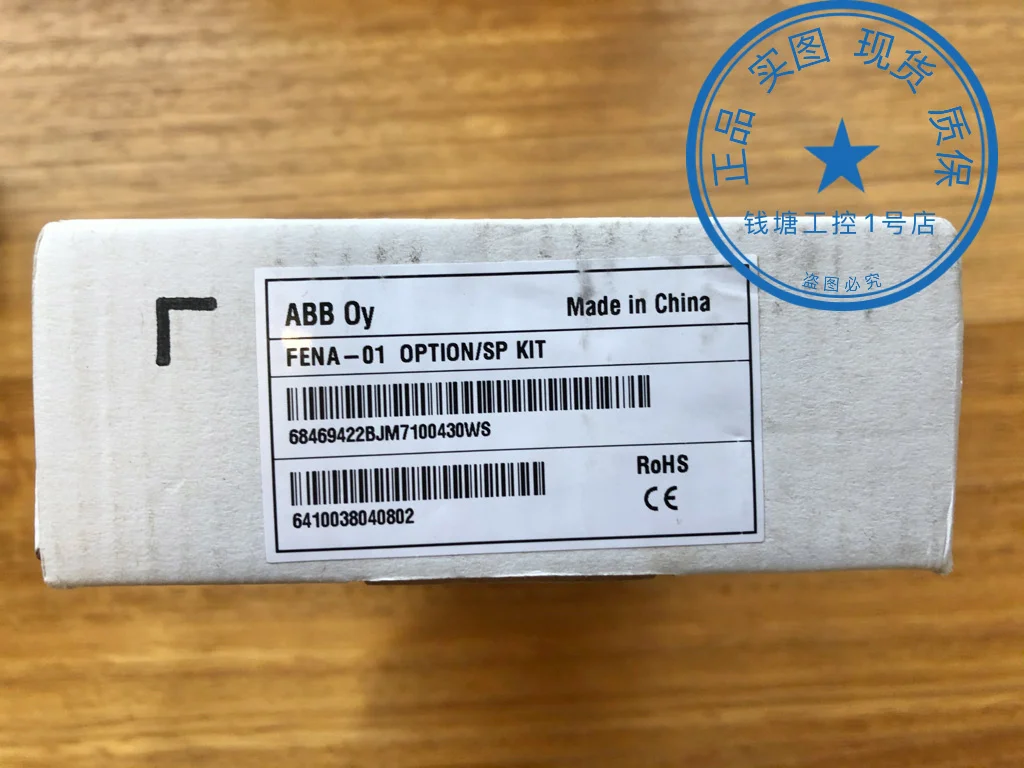 正品 实图 现货 质保
钱塘工控1号店
盗图必究
ABB Oy
Made in China
FENA-01 OPTION/SP KIT
68469422BJM7100430WS
RoHS
CE
6410038040802